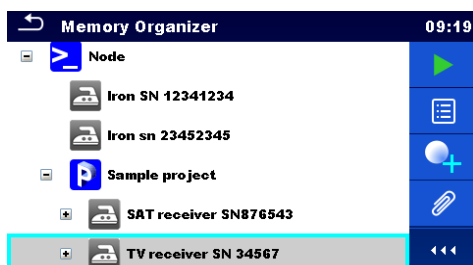 Memory Organizer 09:19
Node
Iron SN 12341234
Iron sn 23452345
Sample project
SAT receiver SN876543
TV receiver SN 34567